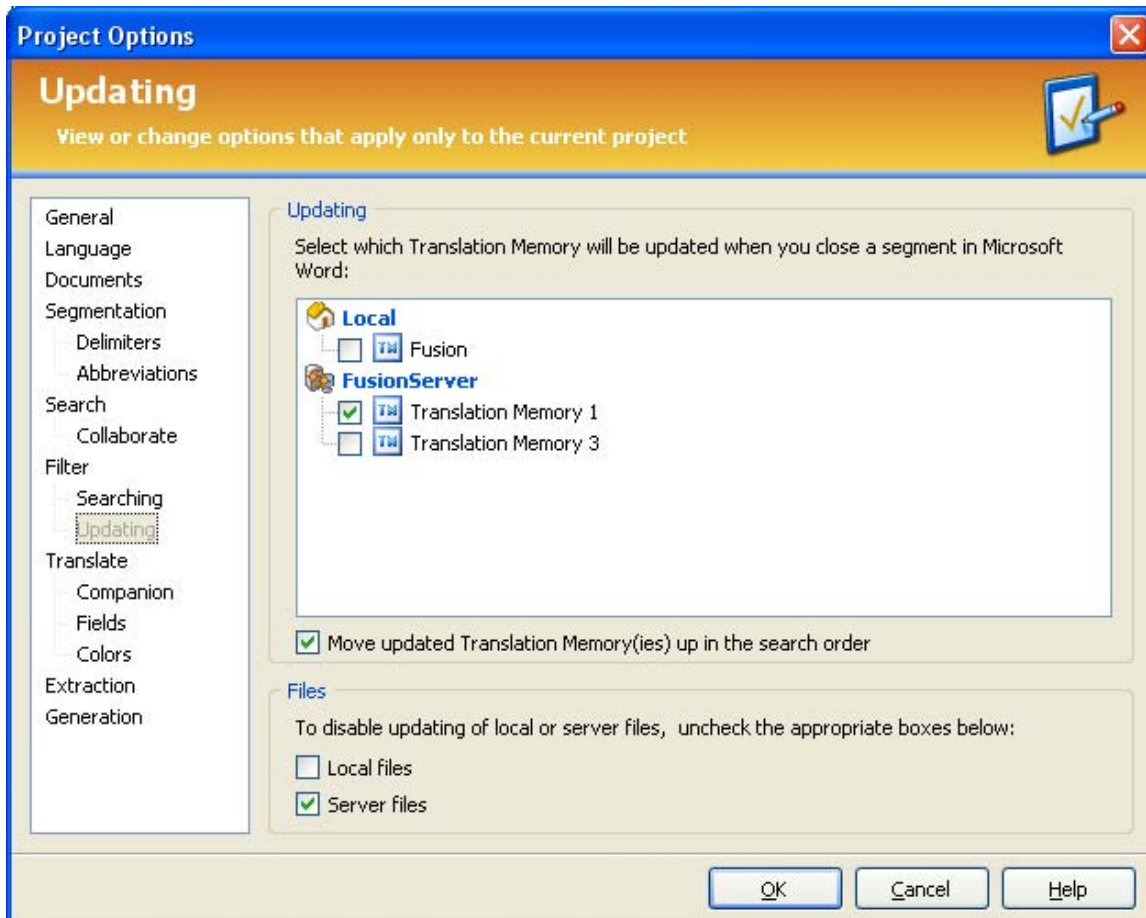 Project Options
Updating
View or change options that apply only to the current project
General
Language
Documents
Segmentation
Delimiters
Abbreviations
Search
Collaborate
Filter
Searching
Updating
Translate
Companion
Fields
Colors
Extraction
Generation
Updating
Select which Translation Memory will be updated when you close a segment in Microsoft
Word:
Local
TM Fusion
FusionServer
TM Translation Memory 1
TM Translation Memory 3
Move updated Translation Memory(ies) up in the search order
Files
To disable updating of local or server files, uncheck the appropriate boxes below:
Local files
Server files
OK
Cancel
Help